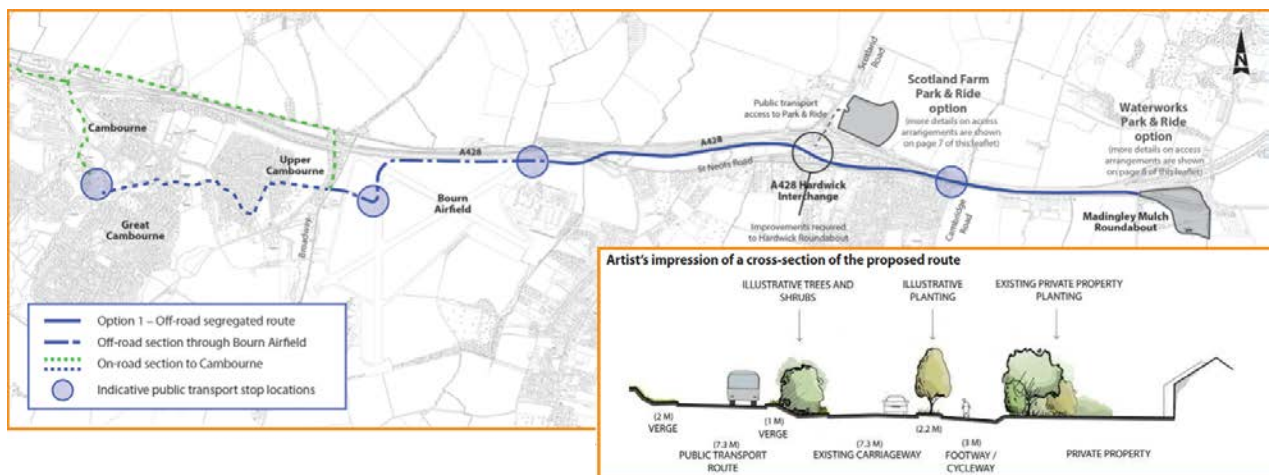 N
Scotland
Road
Scotland Farm
Park & Ride
option
(more details on access
arrangements are shown
on page 7 of this leaflet)
Public transport
access to Park & Ride
Waterworks
Park & Ride
option
(more details on access
arrangements are shown
on page 8 of this leaflet)
Cambourne
Upper
Cambourne
Great
Cambourne
Broadway
A428
Bourn
Airfield
A428
St Neots Road
A428 Hardwick
Interchange
Improvements required
to Hardwick Roundabout
Cambridge
Road
Madingley Mulch
Roundabout
Option 1 – Off-road segregated route
Off-road section through Bourn Airfield
On-road section to Cambourne
Indicative public transport stop locations
Artist's impression of a cross-section of the proposed route
ILLUSTRATIVE TREES AND
SHRUBS
ILLUSTRATIVE
PLANTING
EXISTING PRIVATE PROPERTY
PLANTING
(2 M)
VERGE
(7.3 M)
PUBLIC TRANSPORT
ROUTE
(1 M)
VERGE
(7.3 M)
EXISTING CARRIAGEWAY
(2.2 M)
(3 M)
FOOTWAY /
CYCLEWAY
PRIVATE PROPERTY